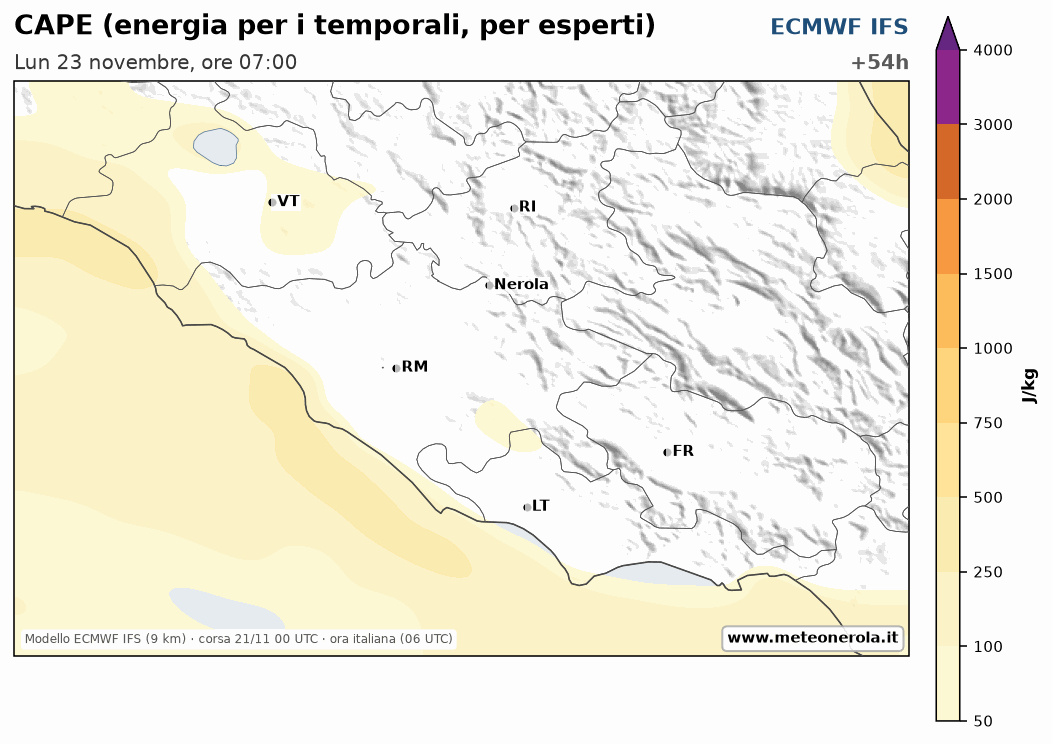 CAPE (energia per i temporali, per esperti)
ECMWF IFS
Lun 23 novembre, ore 07:00
+54h
VT
RI
Nerola
RM
FR
LT
4000
3000
2000
1500
1000
750
500
250
100
50
J/kg
Modello ECMWF IFS (9 km) · corsa 21/11 00 UTC · ora italiana (06 UTC)
www.meteonerola.it